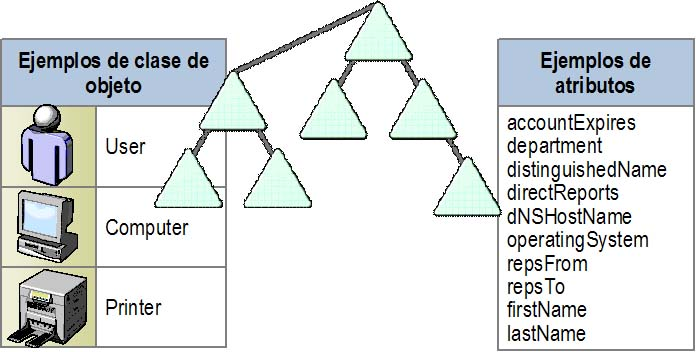 Ejemplos de clase de
objeto
User
Computer
Printer
Ejemplos de
atributos
accountExpires
department
distinguishedName
directReports
dNSHostName
operatingSystem
repsFrom
repsTo
firstName
lastName